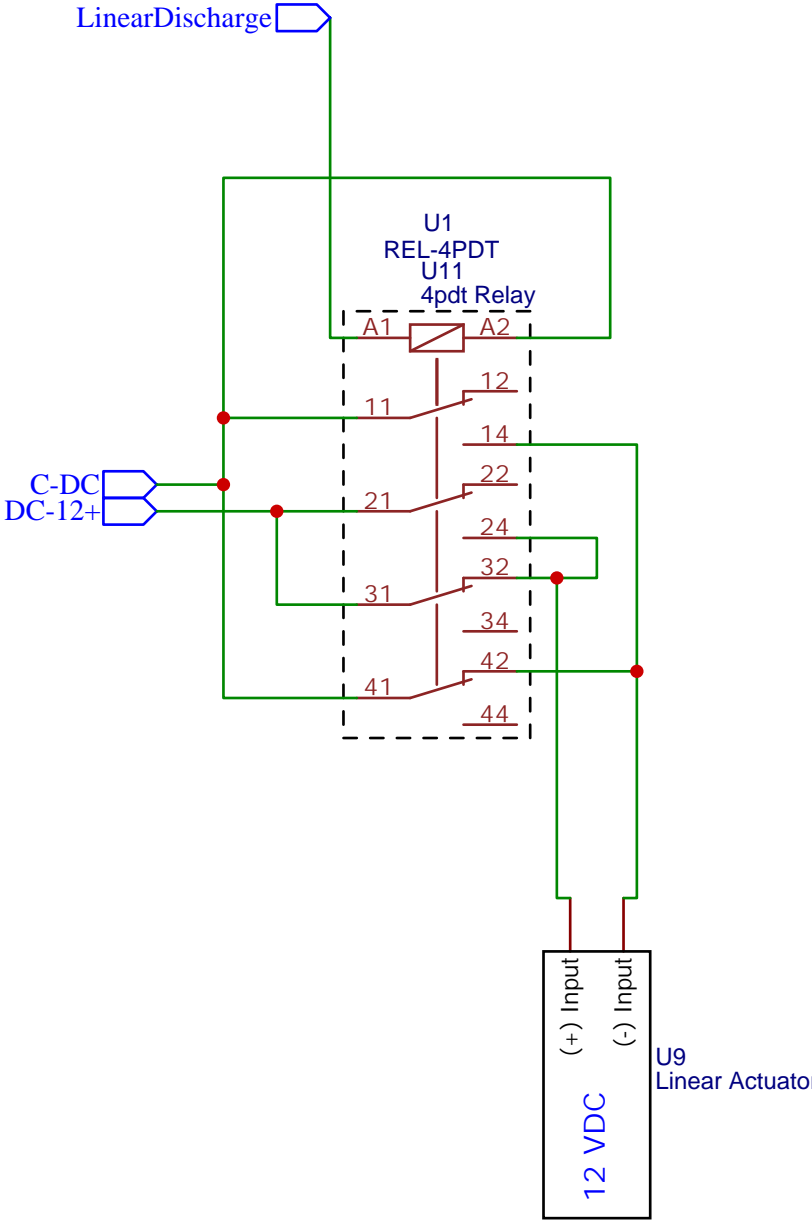 LinearDischarge
U1
REL-4PDT
U11
4pdt Relay
A1 A2
12
11
14
C-DC
22
DC-12+
21
24
32
31
34
42
41
44
(+) Input
(-) Input
U9
Linear Actuator
12 VDC